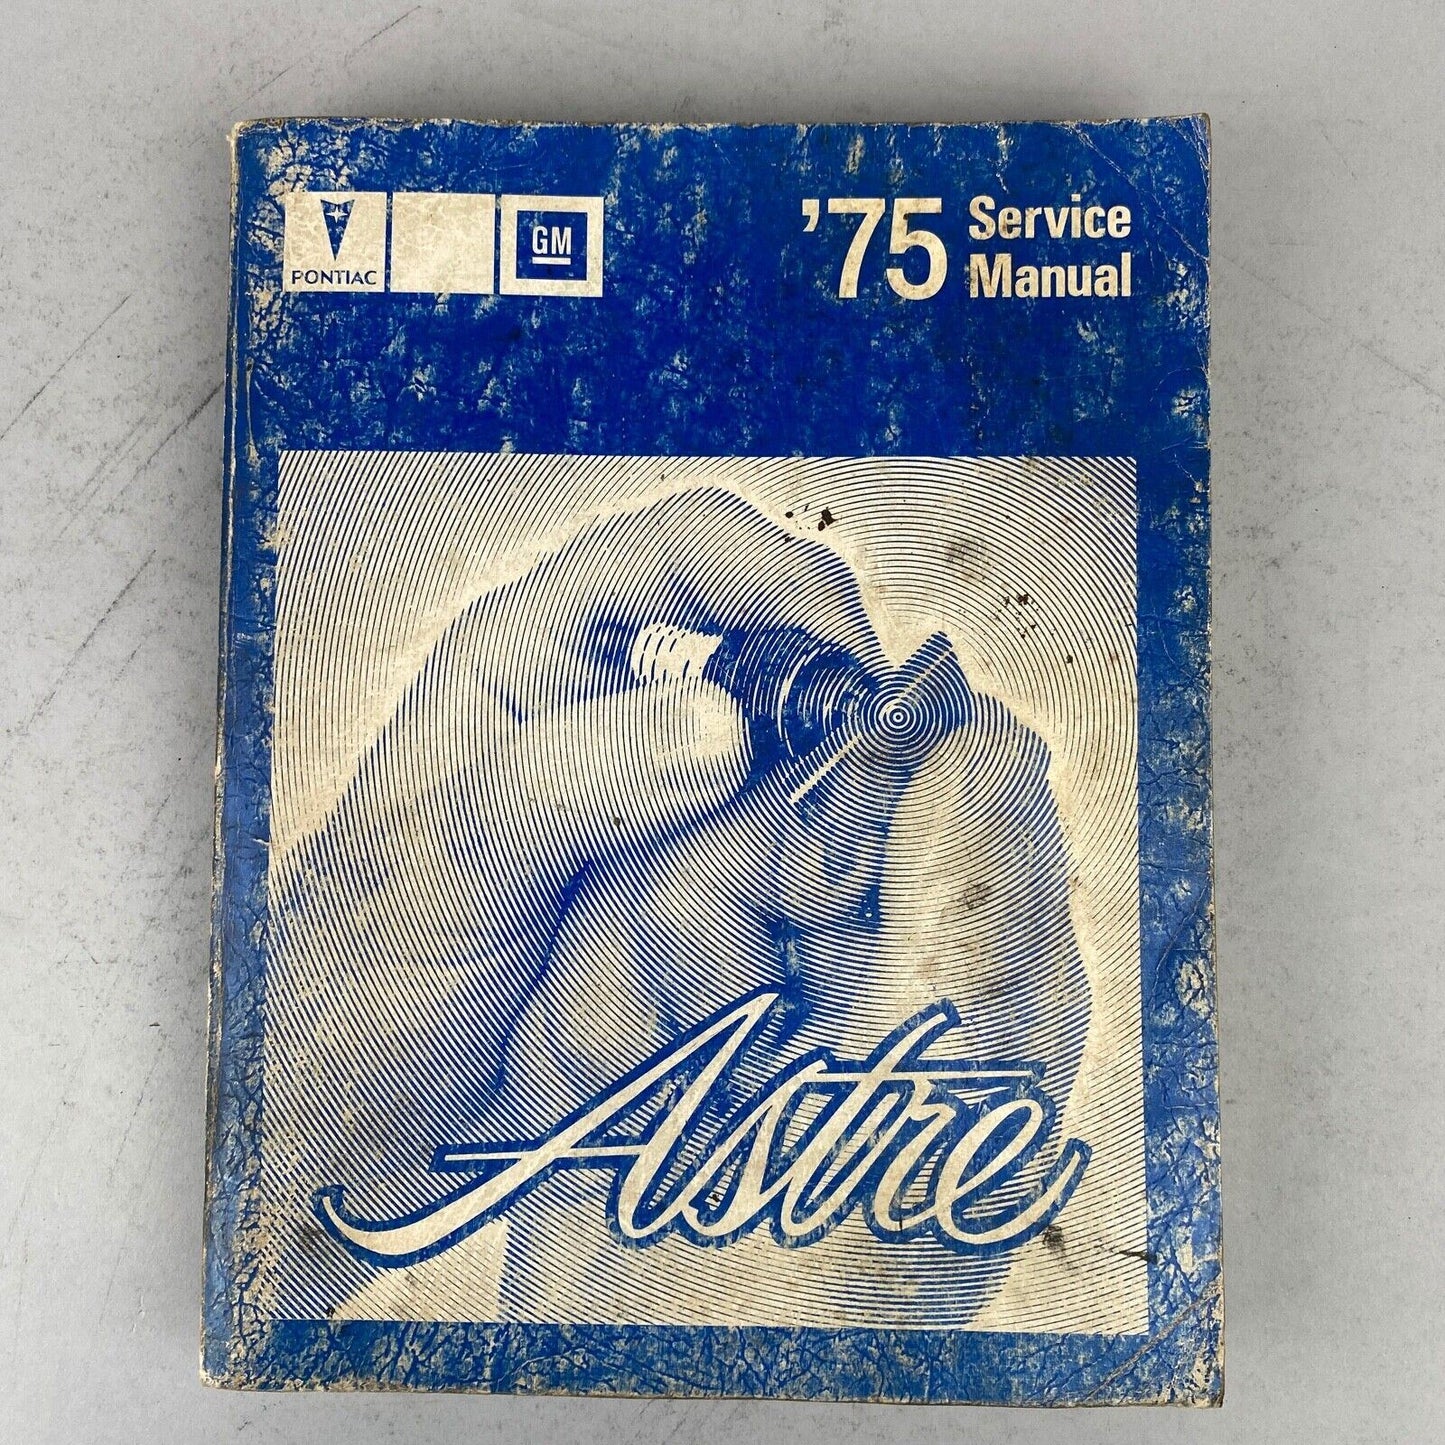 PONTIAC
GM
'75 Service
Manual
Astre